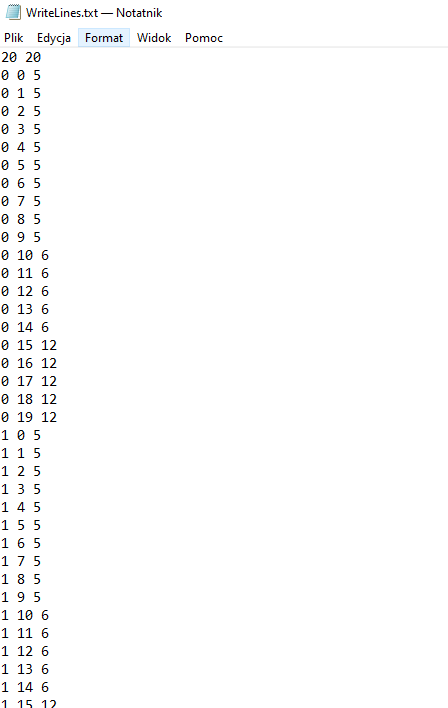 WriteLines.txt — Notatnik
Plik Edycja Format Widok Pomoc
20 20
0 0 5
0 1 5
0 2 5
0 3 5
0 4 5
0 5 5
0 6 5
0 7 5
0 8 5
0 9 5
0 10 6
0 11 6
0 12 6
0 13 6
0 14 6
0 15 12
0 16 12
0 17 12
0 18 12
0 19 12
1 0 5
1 1 5
1 2 5
1 3 5
1 4 5
1 5 5
1 6 5
1 7 5
1 8 5
1 9 5
1 10 6
1 11 6
1 12 6
1 13 6
1 14 6
1 15 12